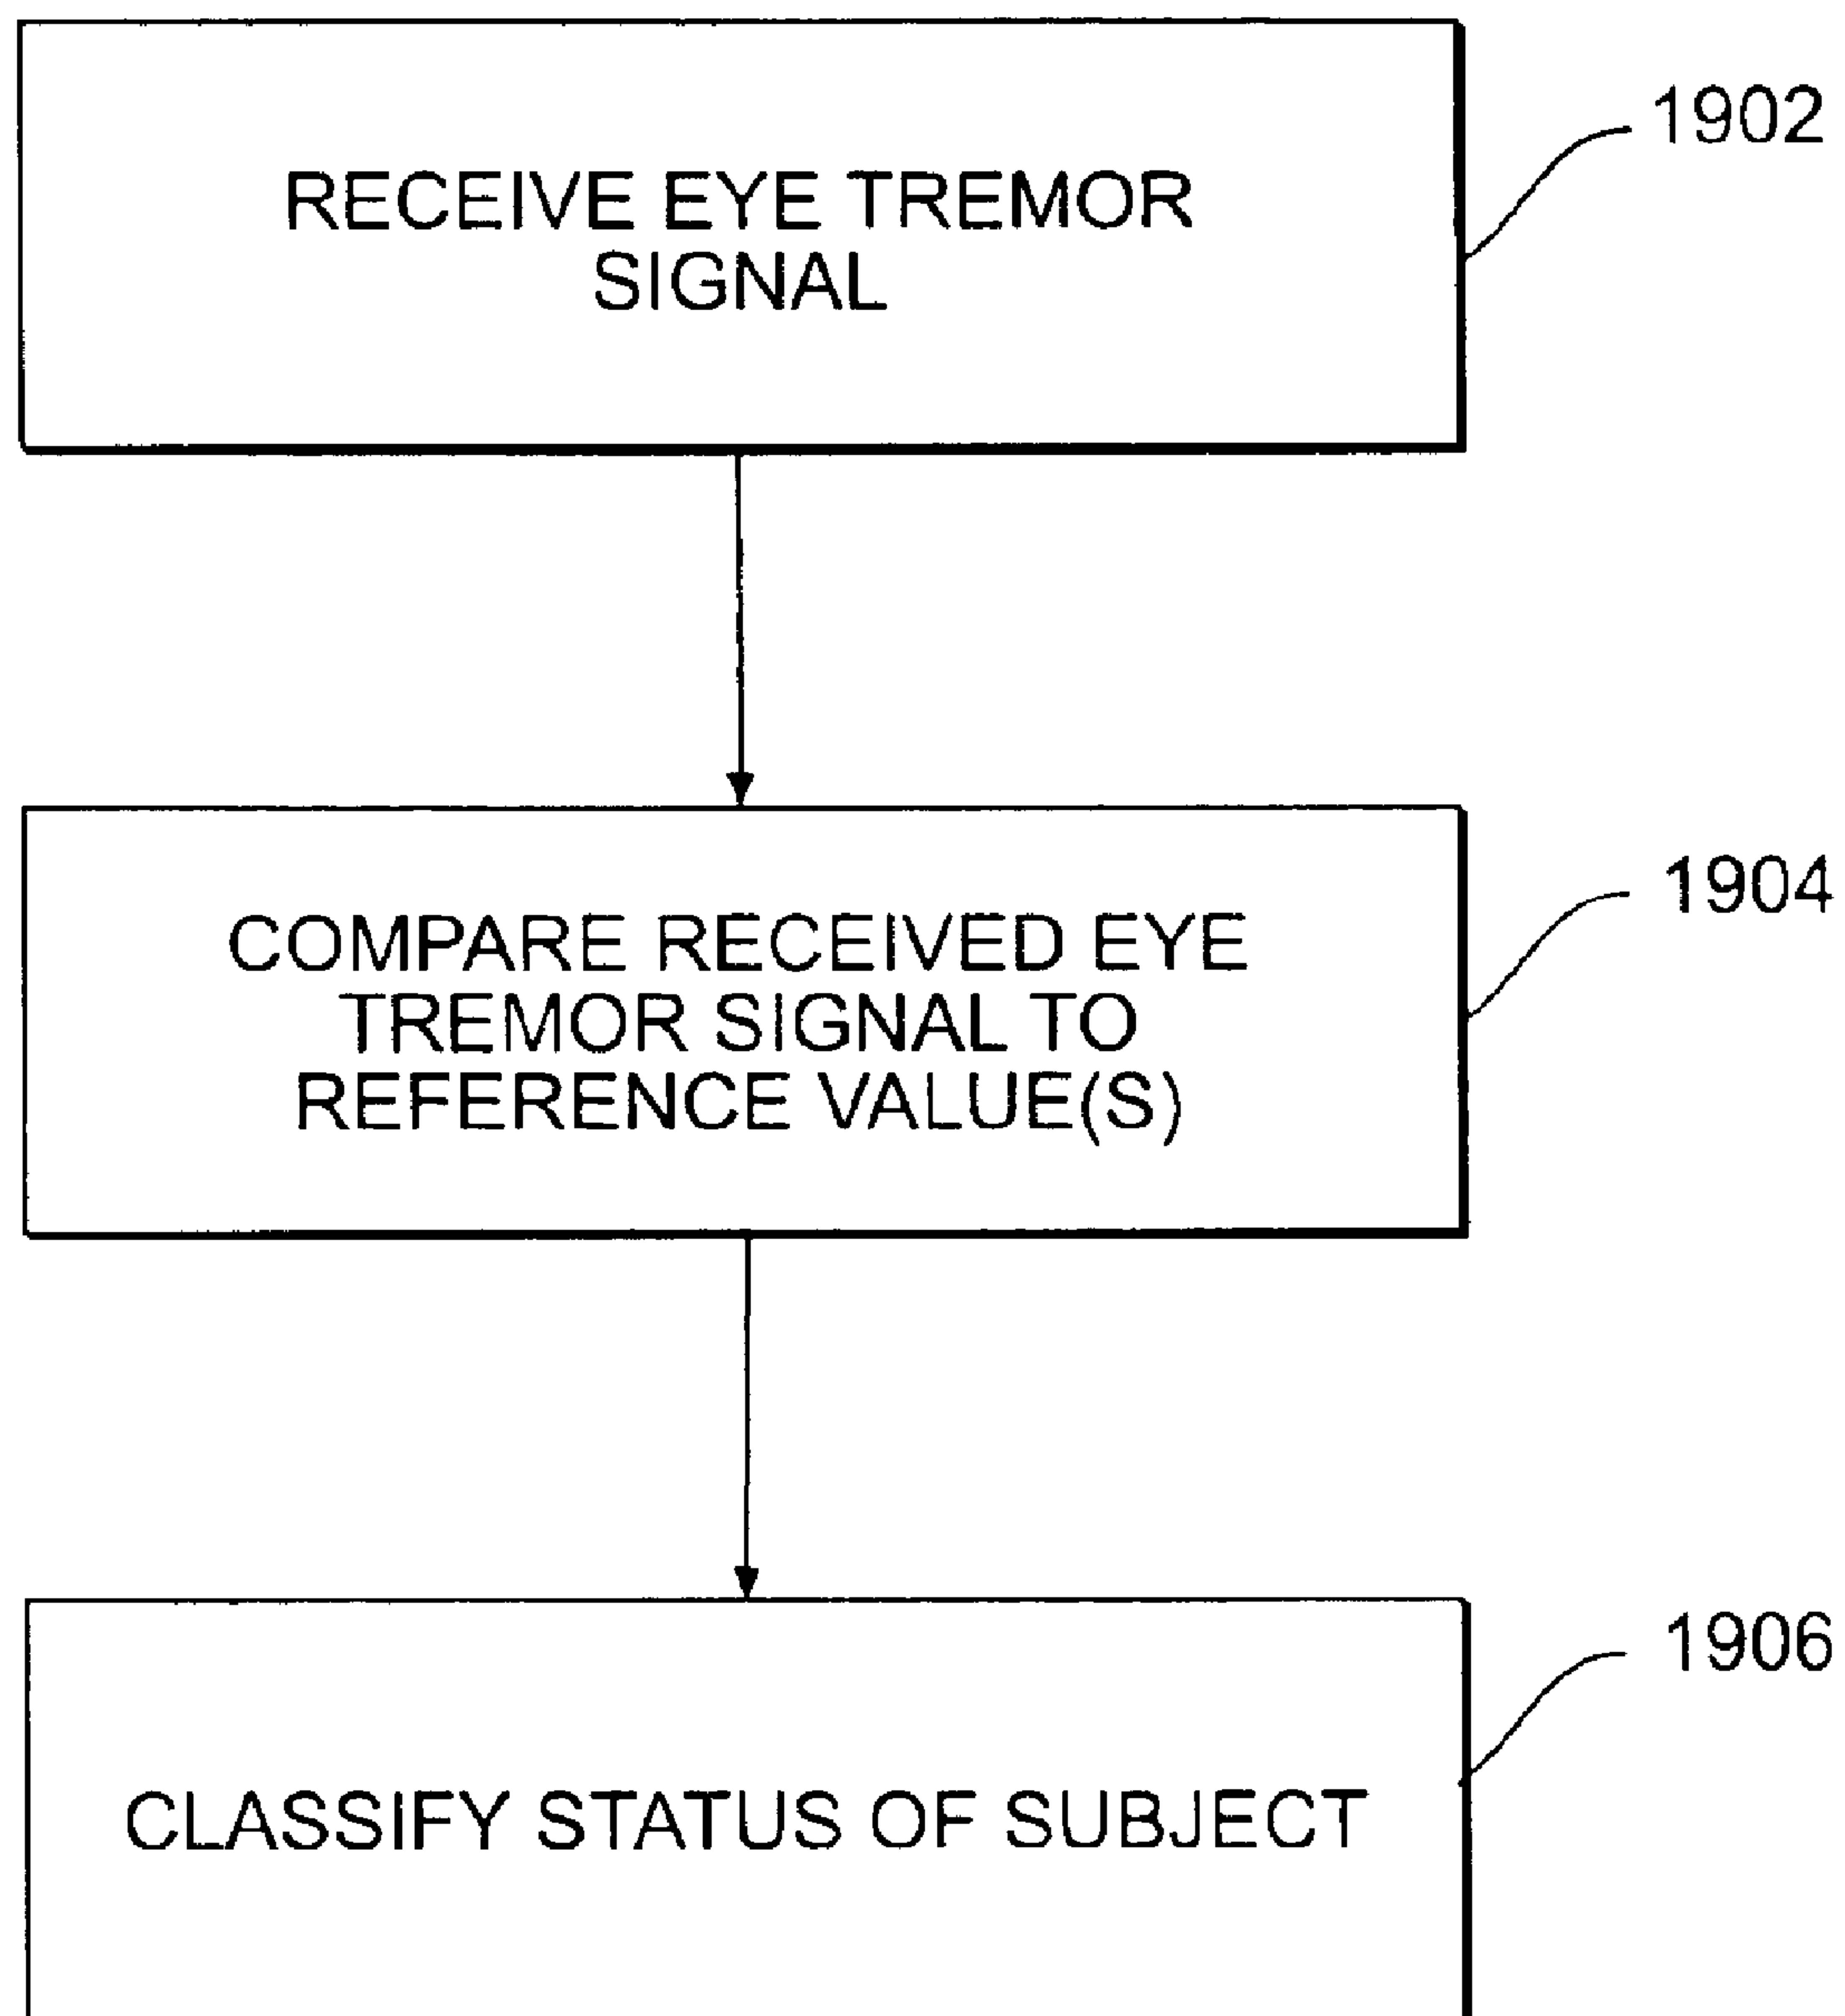 1902
RECEIVE EYE TREMOR
SIGNAL
1904
COMPARE RECEIVED EYE
TREMOR SIGNAL TO
REFERENCE VALUE(S)
1906
CLASSIFY STATUS OF SUBJECT